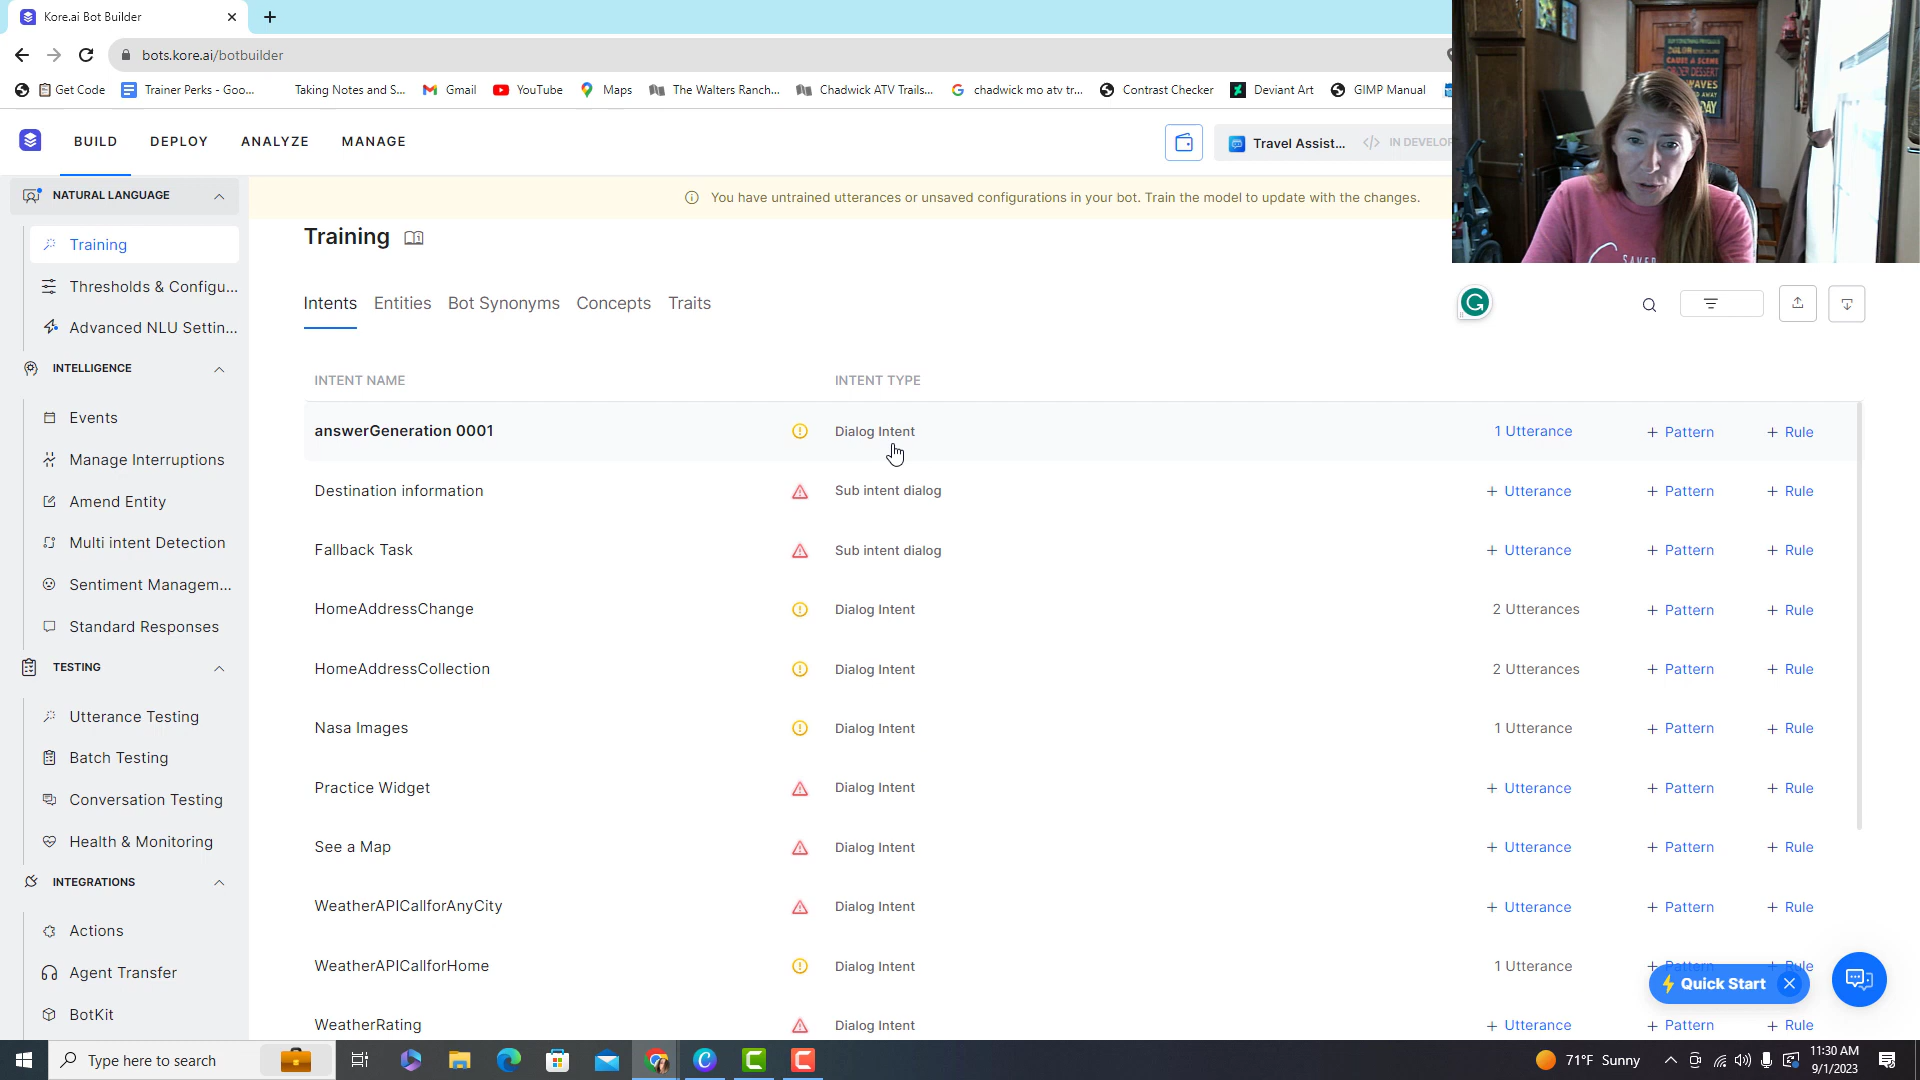 Kore.ai Bot Builder
bots.kore.ai/botbuilder
Get Code
Trainer Perks - Goo...
Taking Notes and S...
Gmail
YouTube
Maps
The Walters Ranch...
Chadwick ATV Trails...
chadwick mo atv tr...
Contrast Checker
Deviant Art
GIMP Manual
BUILD
DEPLOY
ANALYZE
MANAGE
Travel Assist...
IN DEVELOP
NATURAL LANGUAGE
Training
Thresholds & Configu...
Advanced NLU Settin...
INTELLIGENCE
Events
Manage Interruptions
Amend Entity
Multi intent Detection
Sentiment Managem...
Standard Responses
TESTING
Utterance Testing
Batch Testing
Conversation Testing
Health & Monitoring
INTEGRATIONS
Actions
Agent Transfer
BotKit
You have untrained utterances or unsaved configurations in your bot. Train the model to update with the changes.
Training
Intents Entities Bot Synonyms Concepts Traits
INTENT NAME INTENT TYPE
answerGeneration 0001 Dialog Intent 1 Utterance + Pattern + Rule
Destination information Sub intent dialog + Utterance + Pattern + Rule
Fallback Task Sub intent dialog + Utterance + Pattern + Rule
HomeAddressChange Dialog Intent 2 Utterances + Pattern + Rule
HomeAddressCollection Dialog Intent 2 Utterances + Pattern + Rule
Nasa Images Dialog Intent 1 Utterance + Pattern + Rule
Practice Widget Dialog Intent + Utterance + Pattern + Rule
See a Map Dialog Intent + Utterance + Pattern + Rule
WeatherAPICallforAnyCity Dialog Intent + Utterance + Pattern + Rule
WeatherAPICallforHome Dialog Intent 1 Utterance + Pattern + Rule
Quick Start
WeatherRating Dialog Intent + Utterance + Pattern + Rule
Type here to search
71°F Sunny
11:30 AM
9/1/2023
CAUSE A SCENE
DESSERT
SAVED